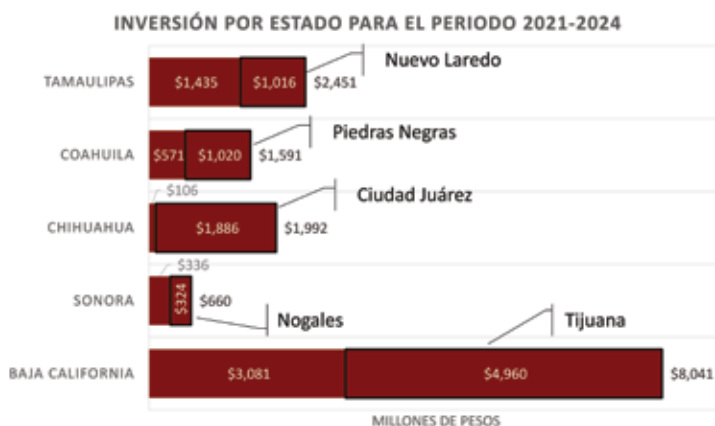 INVERSIÓN POR ESTADO PARA EL PERIODO 2021-2024
Nuevo Laredo
TAMAULIPAS $1,435 $1,016 $2,451
Piedras Negras
COAHUILA $571 $1,020 $1,591
$106
Ciudad Juárez
CHIHUAHUA $1,886 $1,992
$336
SONORA $324 $660
Nogales Tijuana
BAJA CALIFORNIA $3,081 $4,960 $8,041
MILLONES DE PESOS